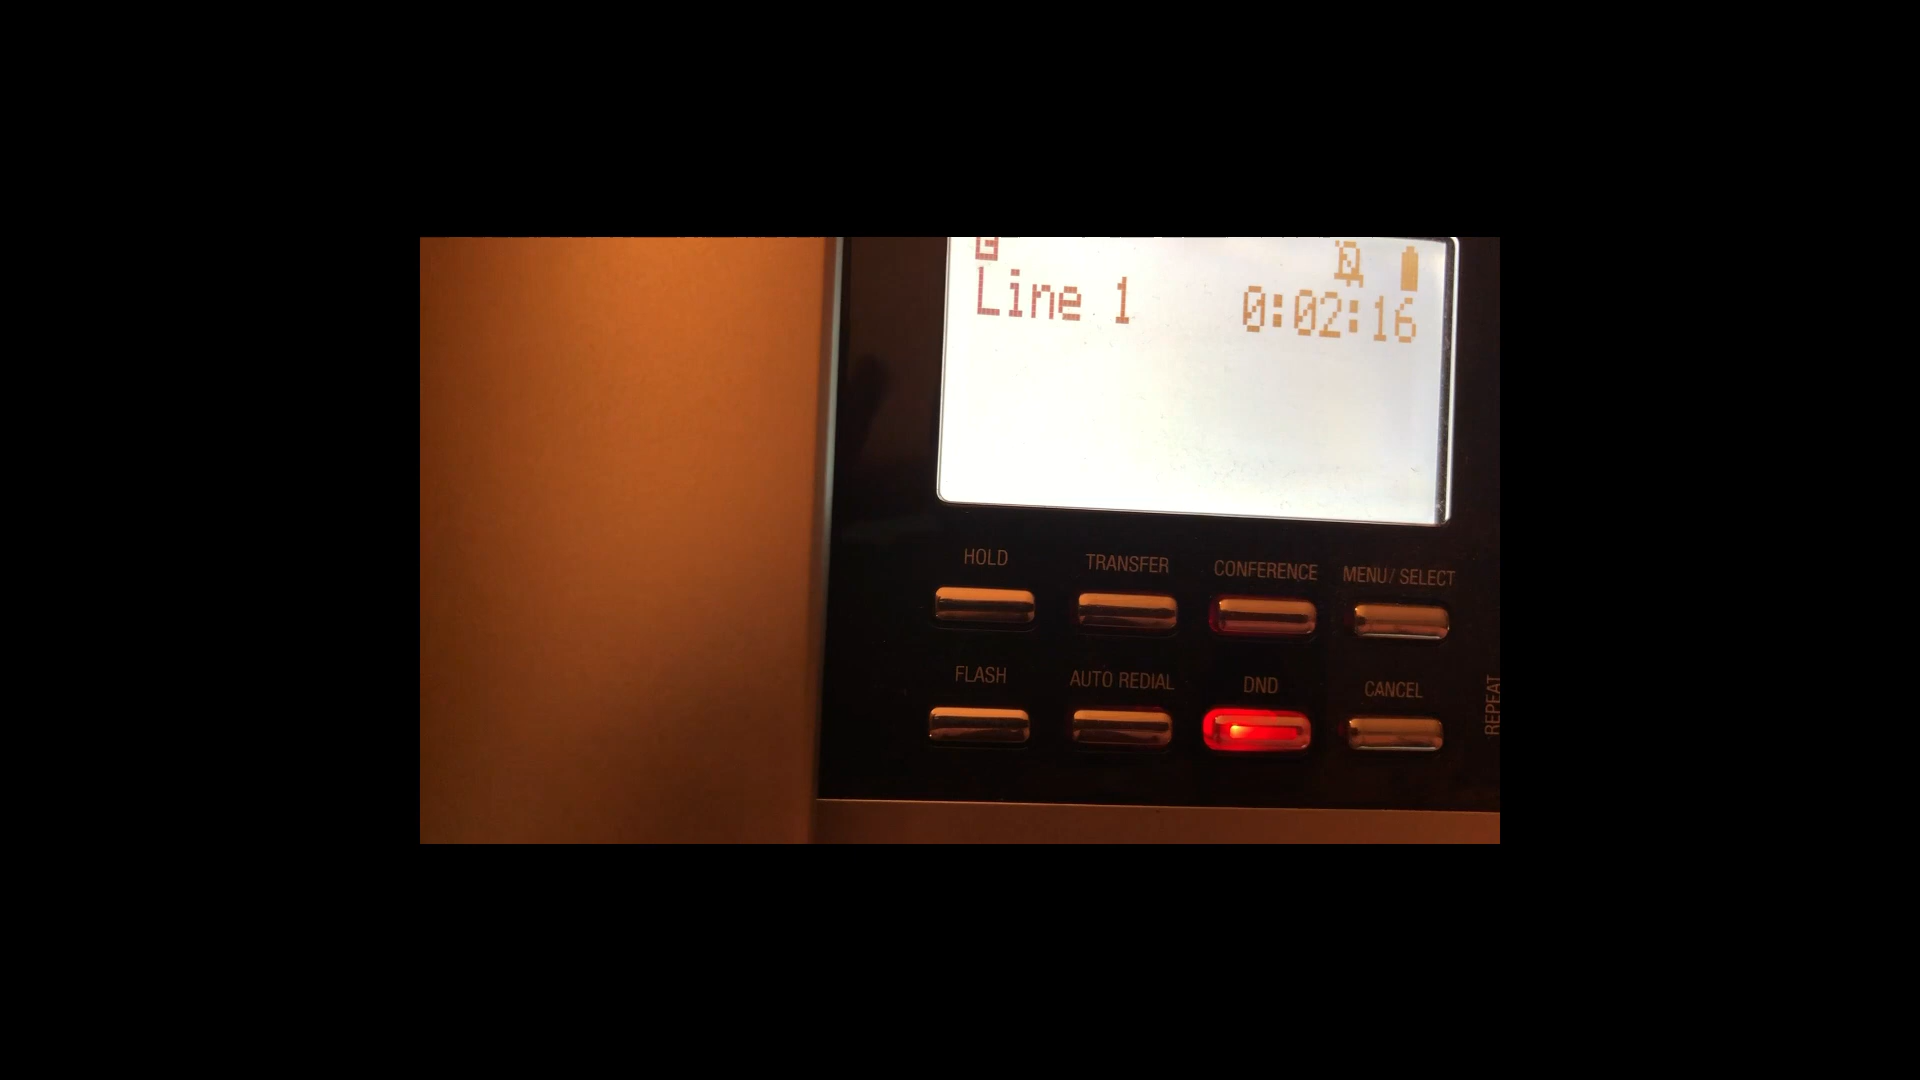 Line 1 0:02:16
HOLD TRANSFER CONFERENCE MENU/SELECT
FLASH AUTO REDIAL DND CANCEL
REPEAT